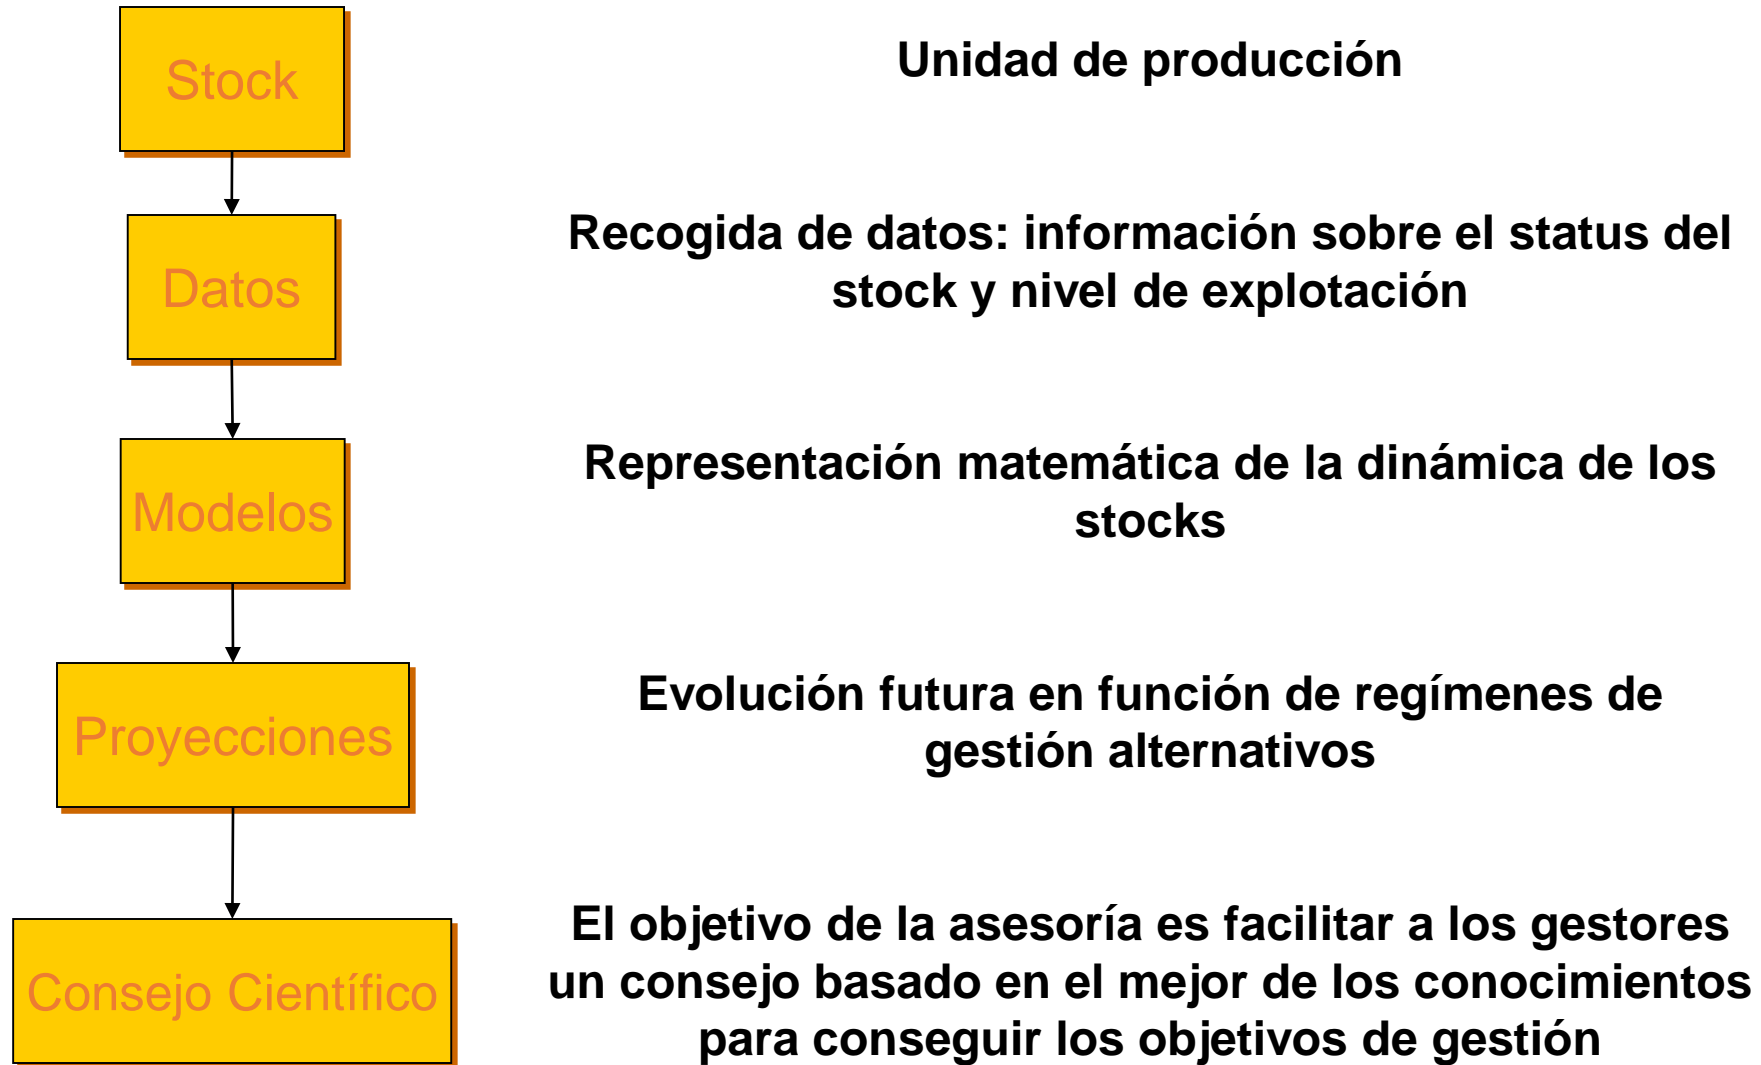 Stock
Unidad de producción
Datos
Recogida de datos: información sobre el status del
stock y nivel de explotación
Modelos
Representación matemática de la dinámica de los
stocks
Proyecciones
Evolución futura en función de regímenes de
gestión alternativos
Consejo Científico
El objetivo de la asesoría es facilitar a los gestores
un consejo basado en el mejor de los conocimientos
para conseguir los objetivos de gestión